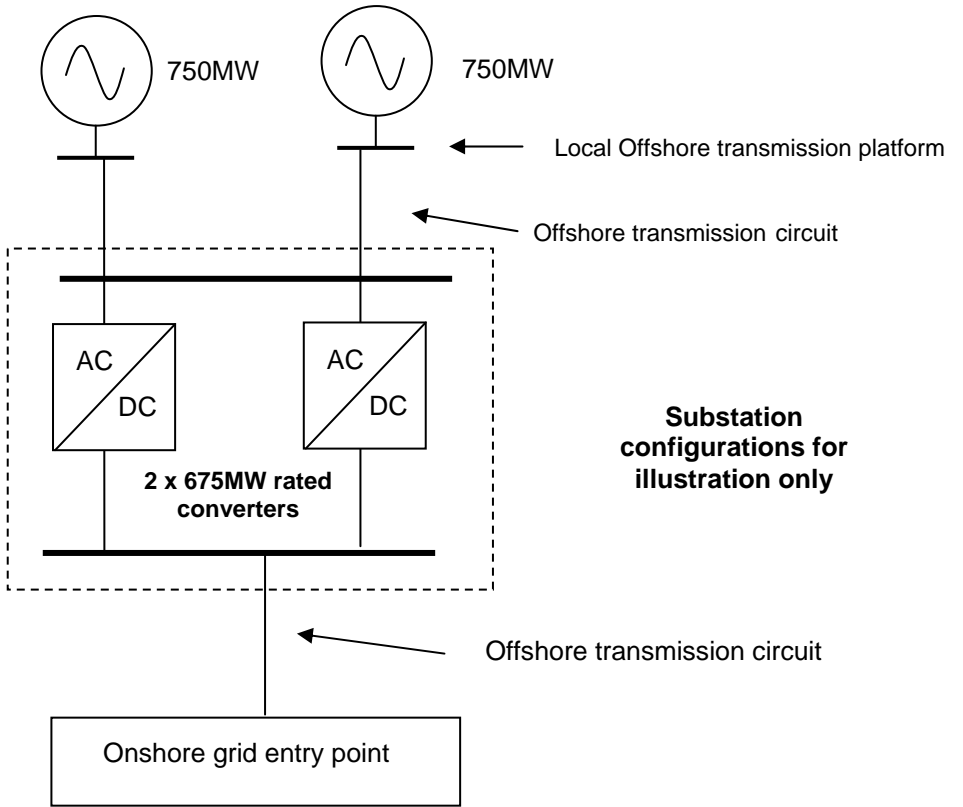 750MW
750MW
Local Offshore transmission platform
Offshore transmission circuit
AC
DC
AC
DC
2 x 675MW rated
converters
Substation
configurations for
illustration only
Offshore transmission circuit
Onshore grid entry point